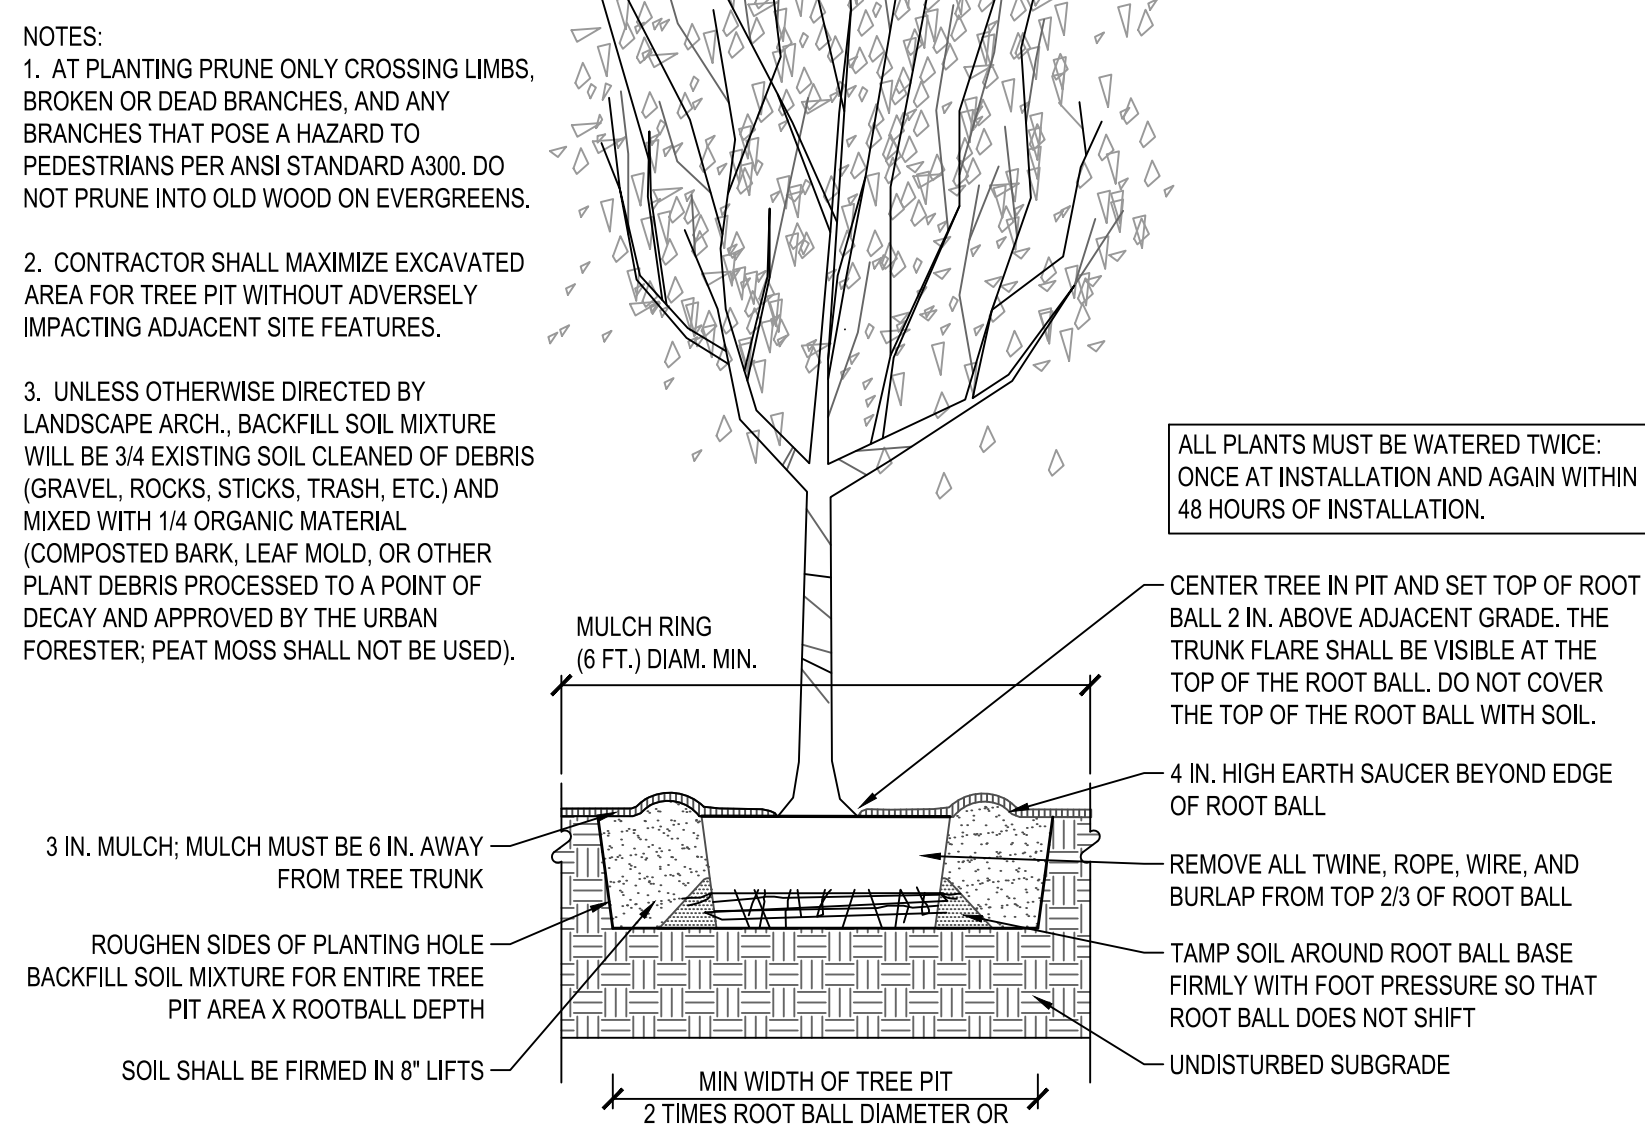 NOTES:
1. AT PLANTING PRUNE ONLY CROSSING LIMBS,
BROKEN OR DEAD BRANCHES, AND ANY
BRANCHES THAT POSE A HAZARD TO
PEDESTRIANS PER ANSI STANDARD A300. DO
NOT PRUNE INTO OLD WOOD ON EVERGREENS.
2. CONTRACTOR SHALL MAXIMIZE EXCAVATED
AREA FOR TREE PIT WITHOUT ADVERSELY
IMPACTING ADJACENT SITE FEATURES.
3. UNLESS OTHERWISE DIRECTED BY
LANDSCAPE ARCH., BACKFILL SOIL MIXTURE
WILL BE 3/4 EXISTING SOIL CLEANED OF DEBRIS
(GRAVEL, ROCKS, STICKS, TRASH, ETC.) AND
MIXED WITH 1/4 ORGANIC MATERIAL
(COMPOSTED BARK, LEAF MOLD, OR OTHER
PLANT DEBRIS PROCESSED TO A POINT OF
DECAY AND APPROVED BY THE URBAN
FORESTER; PEAT MOSS SHALL NOT BE USED).
MULCH RING
(6 FT.) DIAM. MIN.
3 IN. MULCH; MULCH MUST BE 6 IN. AWAY
FROM TREE TRUNK
ROUGHEN SIDES OF PLANTING HOLE
BACKFILL SOIL MIXTURE FOR ENTIRE TREE
PIT AREA X ROOTBALL DEPTH
SOIL SHALL BE FIRMED IN 8" LIFTS
ALL PLANTS MUST BE WATERED TWICE:
ONCE AT INSTALLATION AND AGAIN WITHIN
48 HOURS OF INSTALLATION.
CENTER TREE IN PIT AND SET TOP OF ROOT
BALL 2 IN. ABOVE ADJACENT GRADE. THE
TRUNK FLARE SHALL BE VISIBLE AT THE
TOP OF THE ROOT BALL. DO NOT COVER
THE TOP OF THE ROOT BALL WITH SOIL.
4 IN. HIGH EARTH SAUCER BEYOND EDGE
OF ROOT BALL
REMOVE ALL TWINE, ROPE, WIRE, AND
BURLAP FROM TOP 2/3 OF ROOT BALL
TAMP SOIL AROUND ROOT BALL BASE
FIRMLY WITH FOOT PRESSURE SO THAT
ROOT BALL DOES NOT SHIFT
UNDISTURBED SUBGRADE
MIN WIDTH OF TREE PIT
2 TIMES ROOT BALL DIAMETER OR